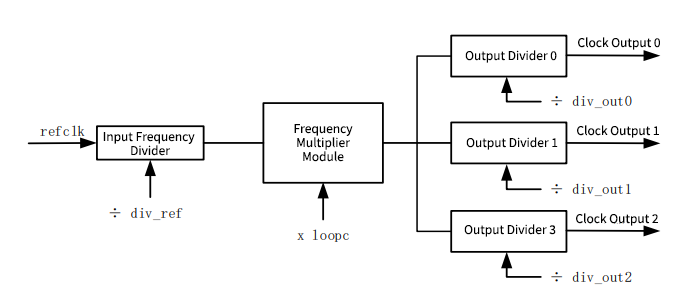 Clock Output 0
Output Divider 0
÷ div_out0
refclk
Input Frequency
Divider
÷ div_ref
Frequency
Multiplier
Module
x loopc
Clock Output 1
Output Divider 1
÷ div_out1
Clock Output 2
Output Divider 3
÷ div_out2